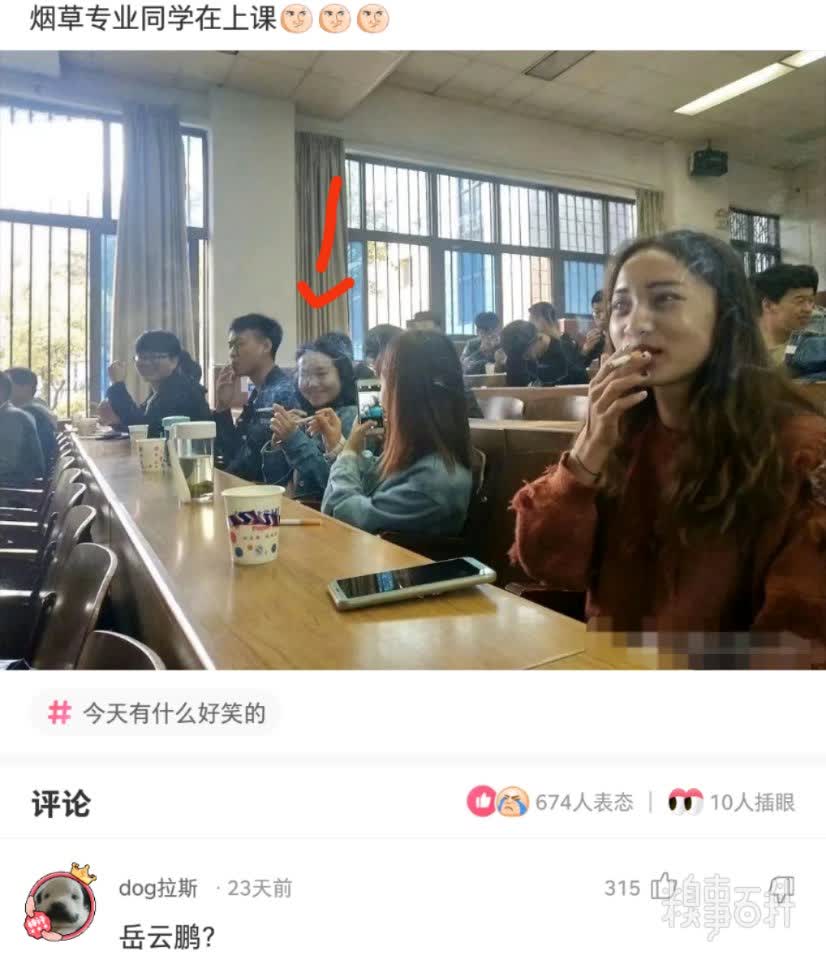 烟草专业同学在上课
# 今天有什么好笑的
评论
674人表态 | 10人插眼
dog拉斯 · 23天前
315
糗事百科
岳云鹏?